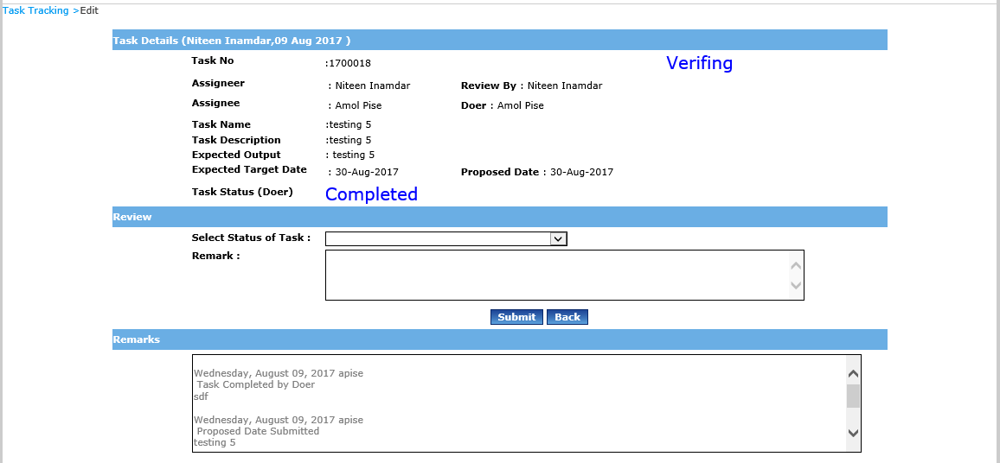 Task Tracking >Edit
Task Details (Niteen Inamdar,09 Aug 2017 )
Task No :1700018 Verifing
Assigneer : Niteen Inamdar Review By : Niteen Inamdar
Assignee : Amol Pise Doer : Amol Pise
Task Name :testing 5
Task Description :testing 5
Expected Output : testing 5
Expected Target Date : 30-Aug-2017 Proposed Date : 30-Aug-2017
Task Status (Doer) Completed
Review
Select Status of Task :
Remark :
Submit Back
Remarks
Wednesday, August 09, 2017 apise
Task Completed by Doer
sdf
Wednesday, August 09, 2017 apise
Proposed Date Submitted
testing 5